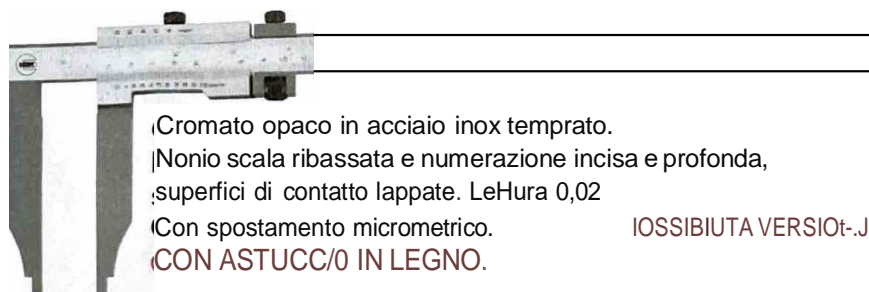 Cromato opaco in acciaio inox temprato.
Nonio scala ribassata e numerazione incisa e profonda,
superfici di contatto lappate. LeHura 0,02
Con spostamento micrometrico. IOSSIBIUTA VERSIOt-.J
CON ASTUCC/0 IN LEGNO.